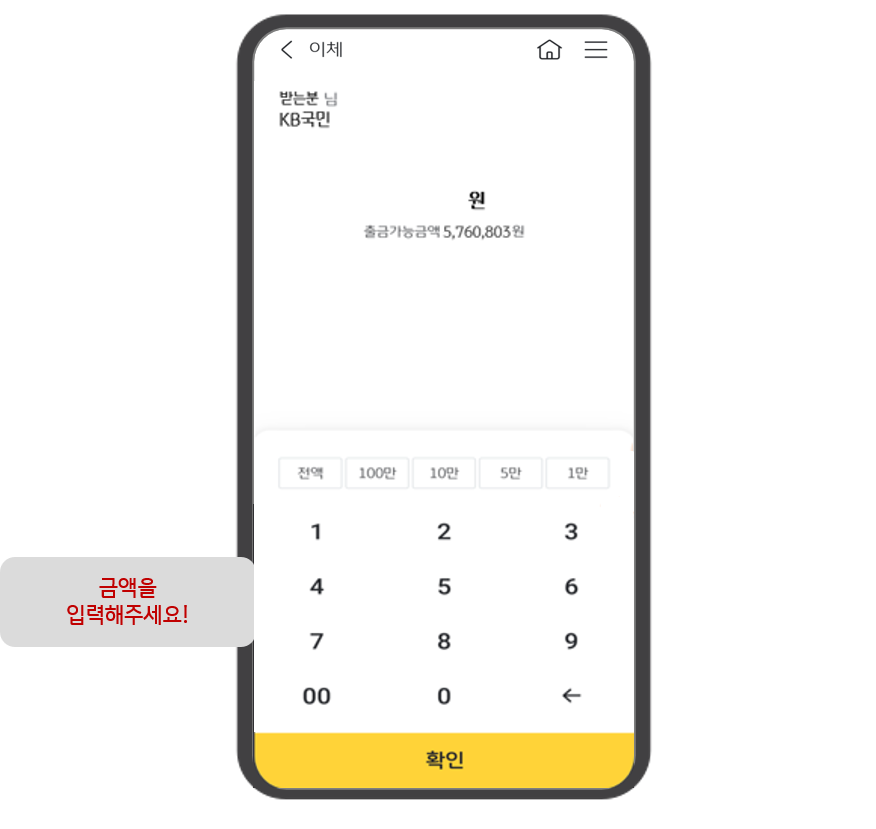 이체
받는분 님
KB국민
원
출금가능금액 5,760,803원
전액 100만 10만 5만 1만
1 2 3
4 5 6
금액을
입력해주세요!
7 8 9
00 0 ←
확인